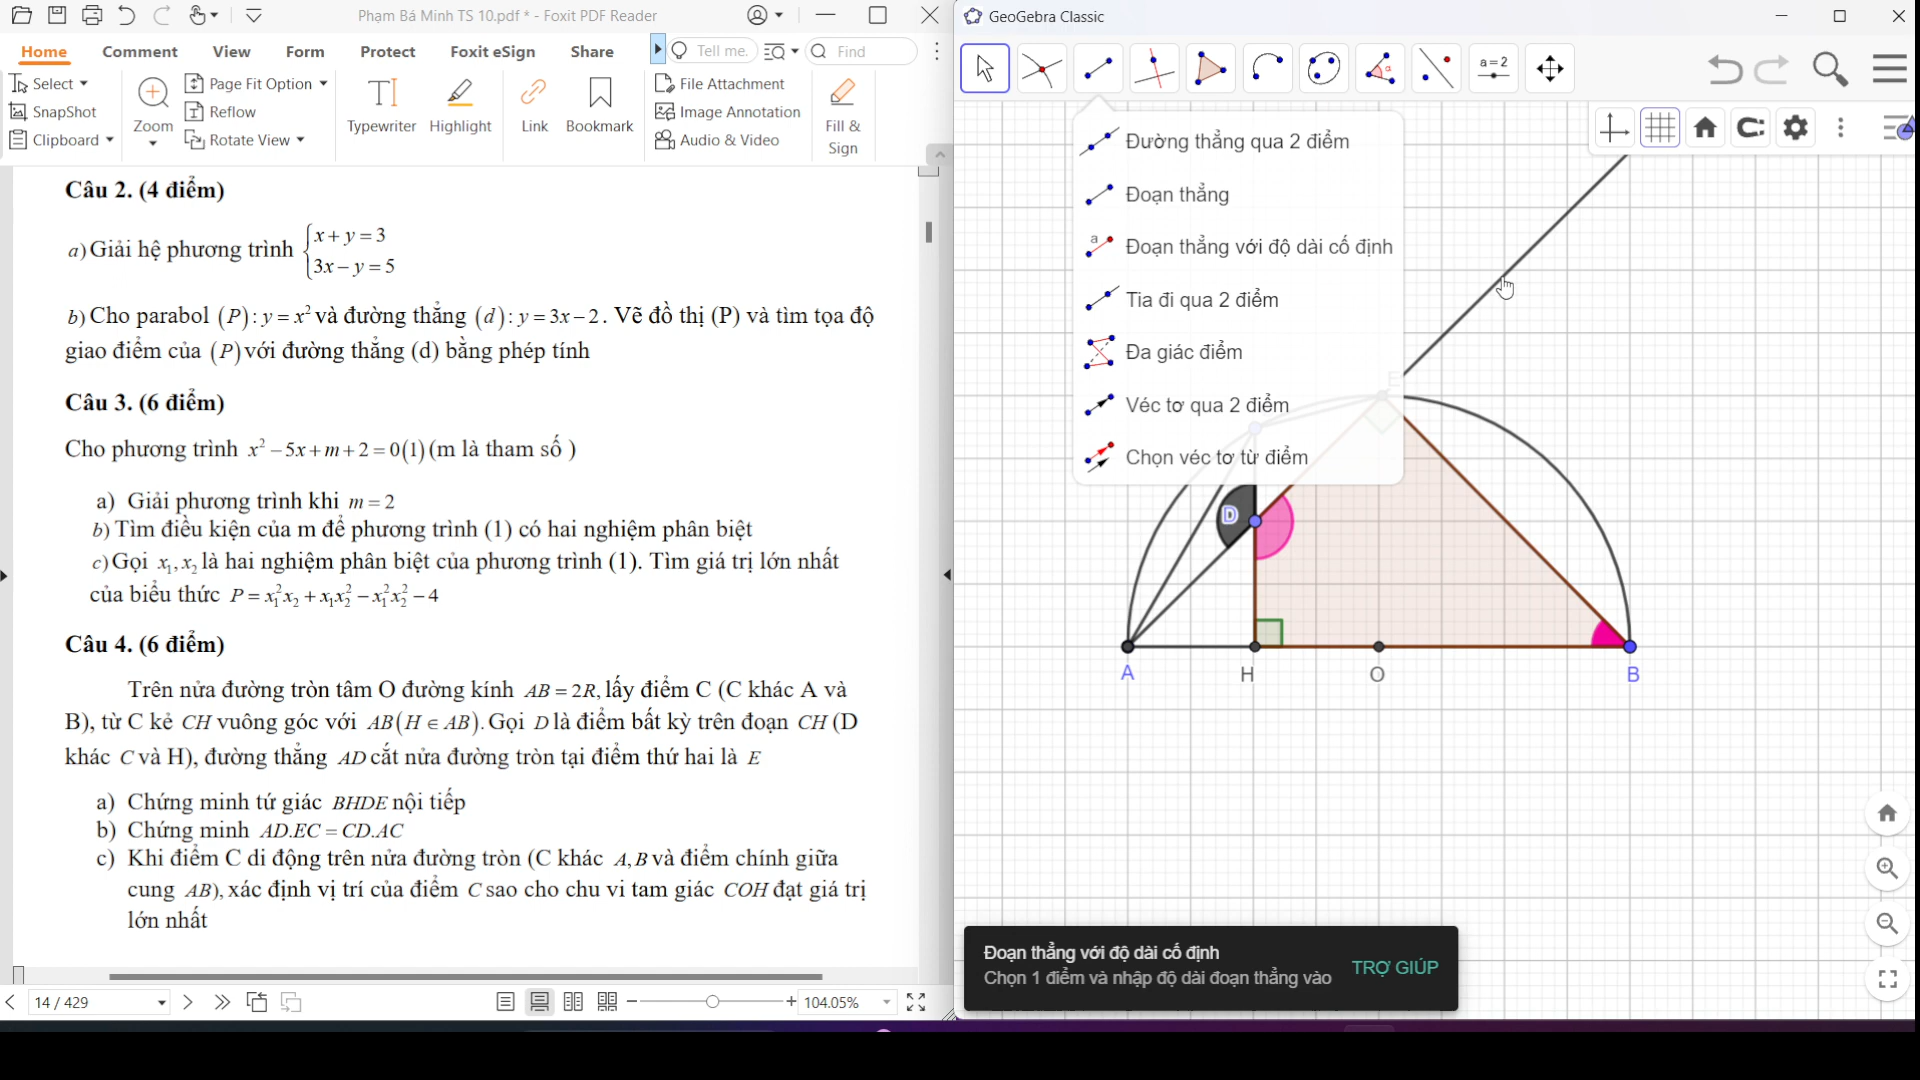 Phạm Bá Minh TS 10.pdf * - Foxit PDF Reader
Home Comment View Form Protect Foxit eSign Share Tell me. Find
Select
SnapShot
Clipboard
Zoom
Page Fit Option
Reflow
Rotate View
Typewriter Highlight
Link Bookmark
File Attachment
Image Annotation
Audio & Video
Fill &
Sign
Câu 2. (4 điểm)
a) Giải hệ phương trình { x + y = 3
3x − y = 5
b) Cho parabol (P): y = x² và đường thẳng (d): y = 3x − 2. Vẽ đồ thị (P) và tìm tọa độ
giao điểm của (P) với đường thẳng (d) bằng phép tính
Câu 3. (6 điểm)
Cho phương trình x² − 5x + m + 2 = 0(1) (m là tham số )
a) Giải phương trình khi m = 2
b) Tìm điều kiện của m để phương trình (1) có hai nghiệm phân biệt
c) Gọi x₁, x₂ là hai nghiệm phân biệt của phương trình (1). Tìm giá trị lớn nhất
của biểu thức P = x₁²x₂ + x₁x₂² − x₁²x₂² − 4
Câu 4. (6 điểm)
Trên nửa đường tròn tâm O đường kính AB = 2R, lấy điểm C (C khác A và
B), từ C kẻ CH vuông góc với AB(H ∈ AB). Gọi D là điểm bất kỳ trên đoạn CH (D
khác C và H), đường thẳng AD cắt nửa đường tròn tại điểm thứ hai là E
a) Chứng minh tứ giác BHDE nội tiếp
b) Chứng minh AD.EC = CD.AC
c) Khi điểm C di động trên nửa đường tròn (C khác A, B và điểm chính giữa
cung AB), xác định vị trí của điểm C sao cho chu vi tam giác COH đạt giá trị
lớn nhất
14 / 429
104.05%
GeoGebra Classic
a = 2
Đường thẳng qua 2 điểm
Đoạn thẳng
a Đoạn thẳng với độ dài cố định
Tia đi qua 2 điểm
Đa giác điểm
Véc tơ qua 2 điểm
Chọn véc tơ từ điểm
E
D
A H O B
Đoạn thẳng với độ dài cố định
Chọn 1 điểm và nhập độ dài đoạn thẳng vào
TRỢ GIÚP